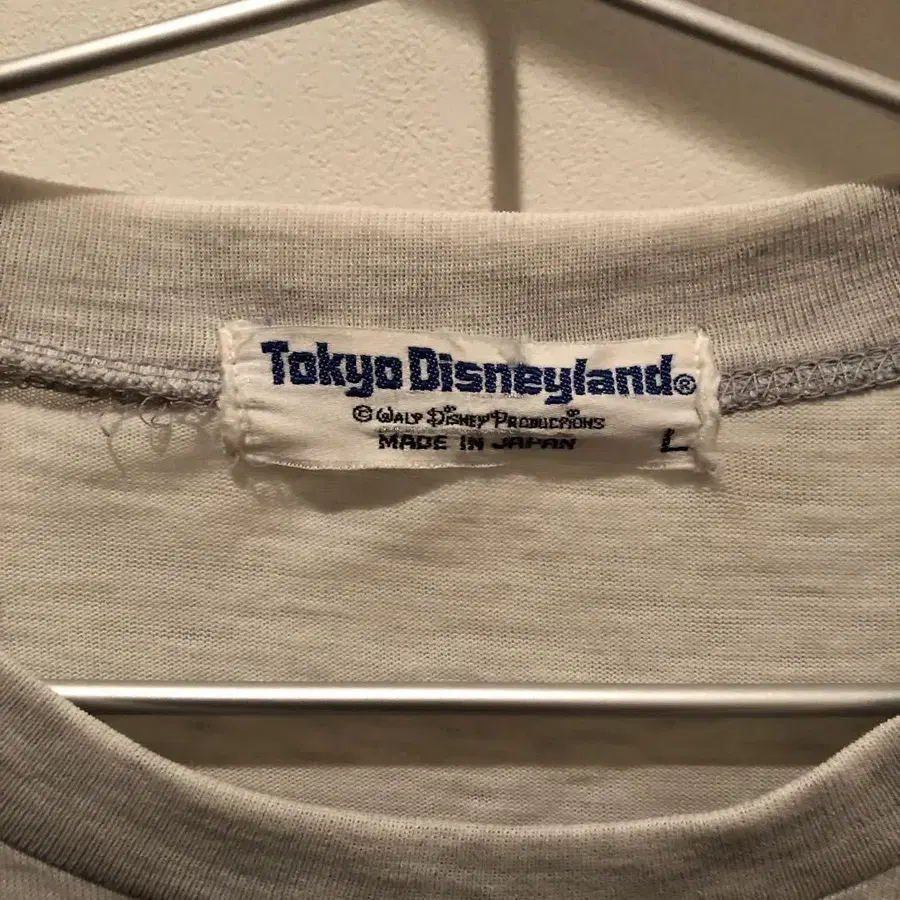 Tokyo Disneyland®
© WALT DISNEY PRODUCTIONS
MADE IN JAPAN L